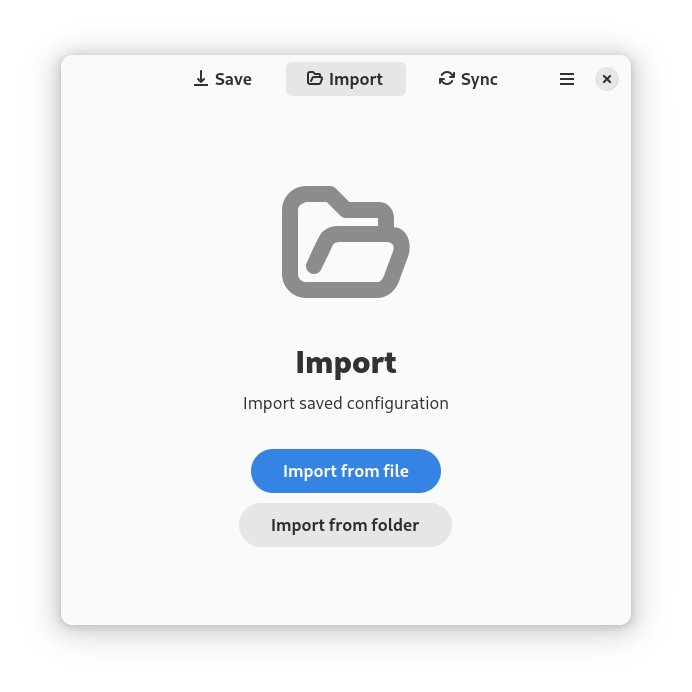 Save Import Sync
Import
Import saved configuration
Import from file
Import from folder